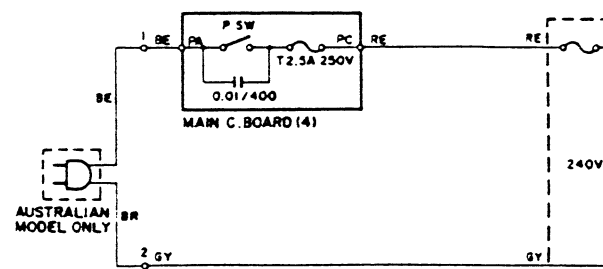 P SW
1 BE PA PC RE RE
T2.5A 250V
0.01/400
MAIN C.BOARD(4)
BE
240V
AUSTRALIAN
MODEL ONLY
BR
2 GY GY